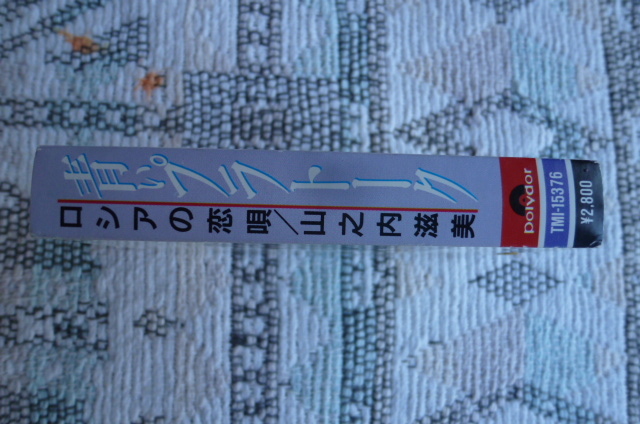 青いプラトーク
ロシアの恋唄/山之内滋美
polydor
TMI-15376
¥2,800